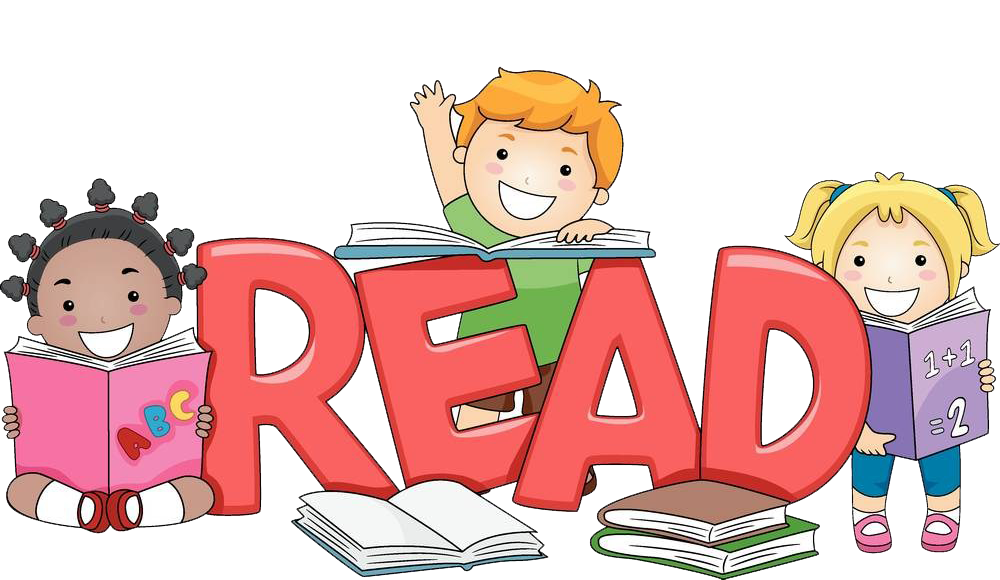 READ
ABC
1+1
=2